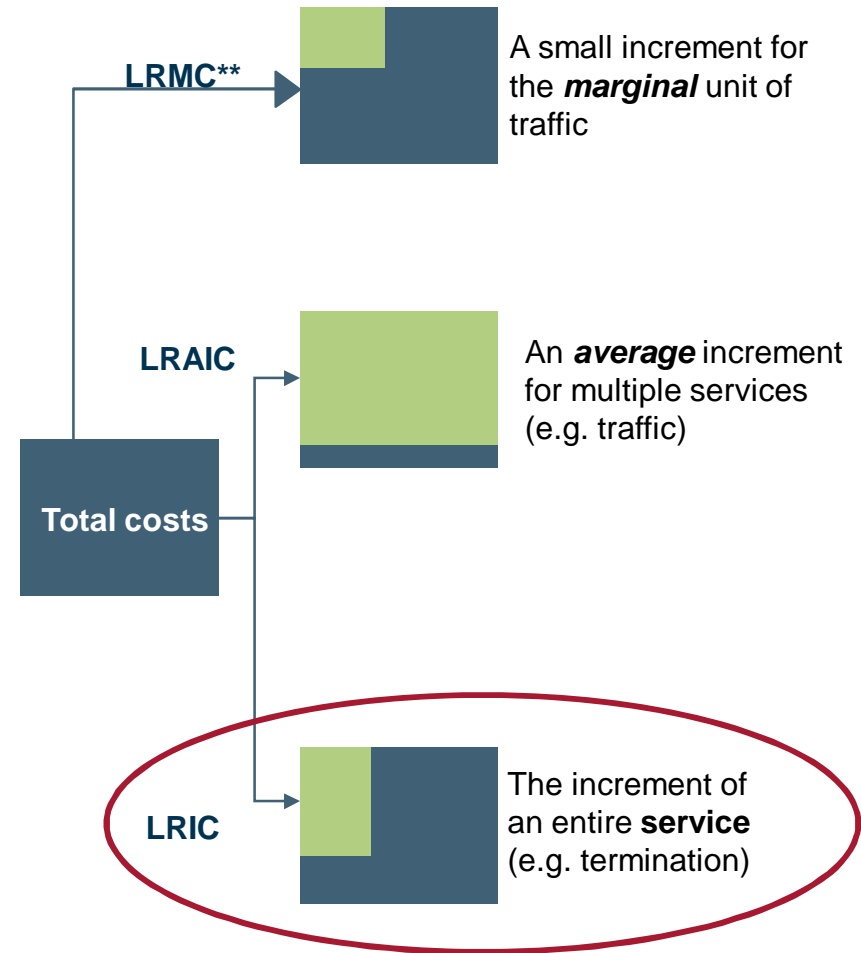 LRMC**
A small increment for
the marginal unit of
traffic
LRAIC
An average increment
for multiple services
(e.g. traffic)
Total costs
LRIC
The increment of
an entire service
(e.g. termination)